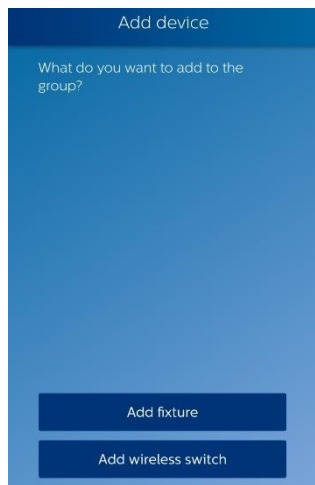 Add device
What do you want to add to the
group?
Add fixture
Add wireless switch